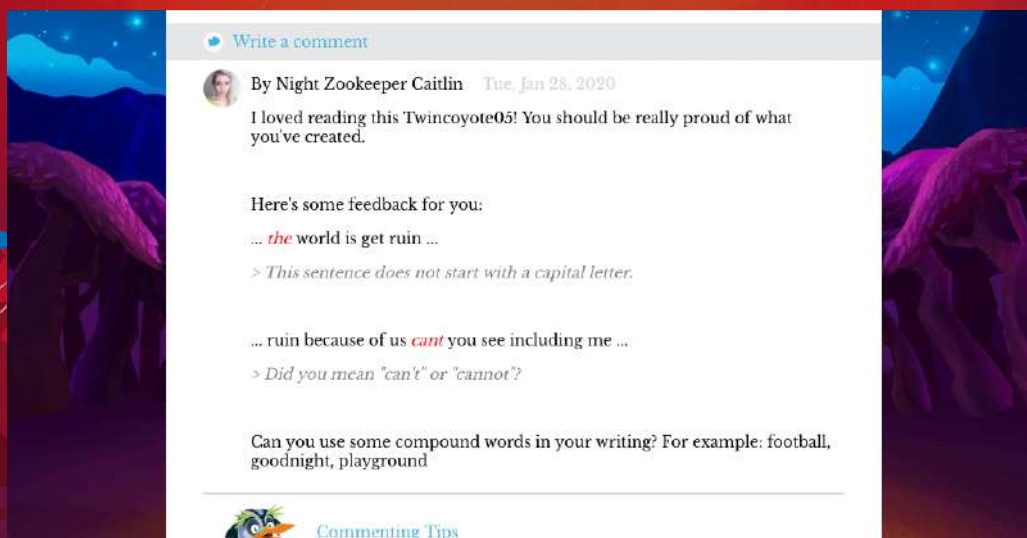 Write a comment
By Night Zookeeper Caitlin Tue, Jan 28, 2020
I loved reading this Twincoyote05! You should be really proud of what
you've created.
Here's some feedback for you:
... the world is get ruin ...
> This sentence does not start with a capital letter.
... ruin because of us cant you see including me ...
> Did you mean "can't" or "cannot"?
Can you use some compound words in your writing? For example: football,
goodnight, playground
Commenting Tips